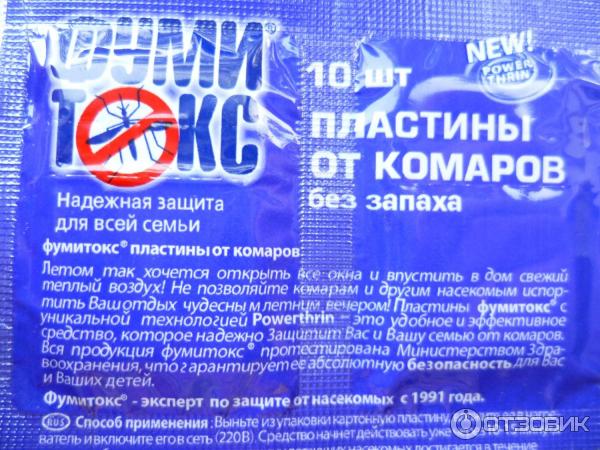 ФУМИ®
ТОКС
NEW!
POWER
THRIN
10 шт
ПЛАСТИНЫ
ОТ КОМАРОВ
без запаха
Надежная защита
для всей семьи
фумитокс® пластины от комаров
Летом так хочется открыть все окна и впустить в дом свежий
теплый воздух! Не позволяйте комарам и другим насекомым испор-
тить Ваш отдых чудесным летним вечером! Пластины фумитокс® с
уникальной технологией Powerthrin – это удобное и эффективное
средство, которое надежно Защитит Вас и Вашу семью от комаров.
Вся продукция фумитокс® протестирована Министерством Здра-
воохранения, что гарантирует ее абсолютную безопасность для Вас
и Ваших детей.
Фумитокс® - эксперт по защите от насекомых с 1991 года.
RUS Способ применения: Выньте из упаковки картонную пластину
ватель и включите его в сеть (220В). Средство начнет действовать уже
насекомых достигается в течение
ОТЗОВИК